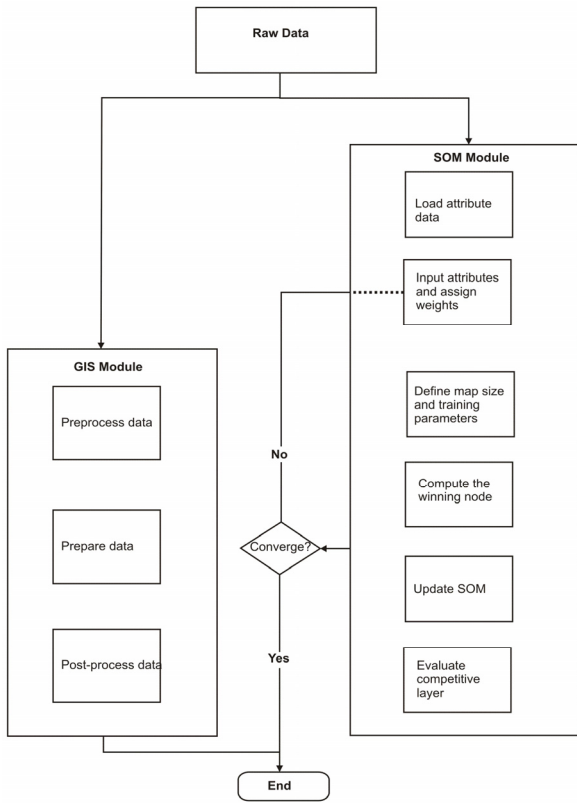 Raw Data
SOM Module
Load attribute
data
Input attributes
and assign
weights
Define map size
and training
parameters
Compute the
winning node
Update SOM
Evaluate
competitive
layer
GIS Module
Preprocess data
Prepare data
Post-process data
No
Converge?
Yes
End